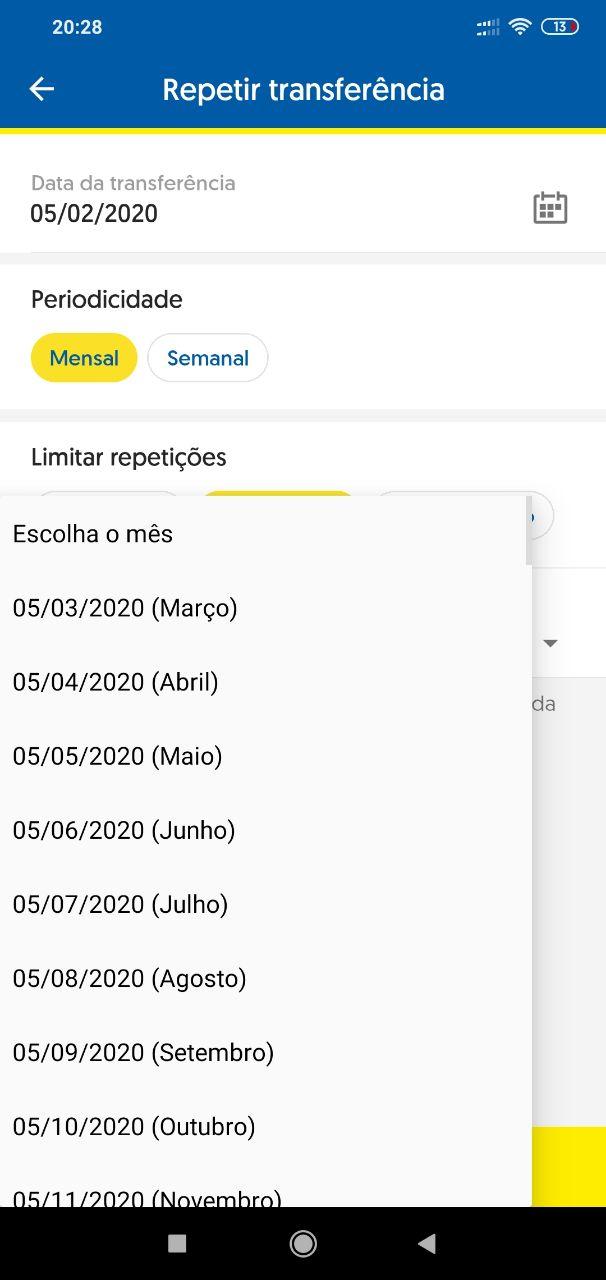 20:28
13
Repetir transferência
Data da transferência
05/02/2020
Periodicidade
Mensal Semanal
Limitar repetições
Escolha o mês
05/03/2020 (Março)
05/04/2020 (Abril)
05/05/2020 (Maio)
da
05/06/2020 (Junho)
05/07/2020 (Julho)
05/08/2020 (Agosto)
05/09/2020 (Setembro)
05/10/2020 (Outubro)
05/11/2020 (Novembro)